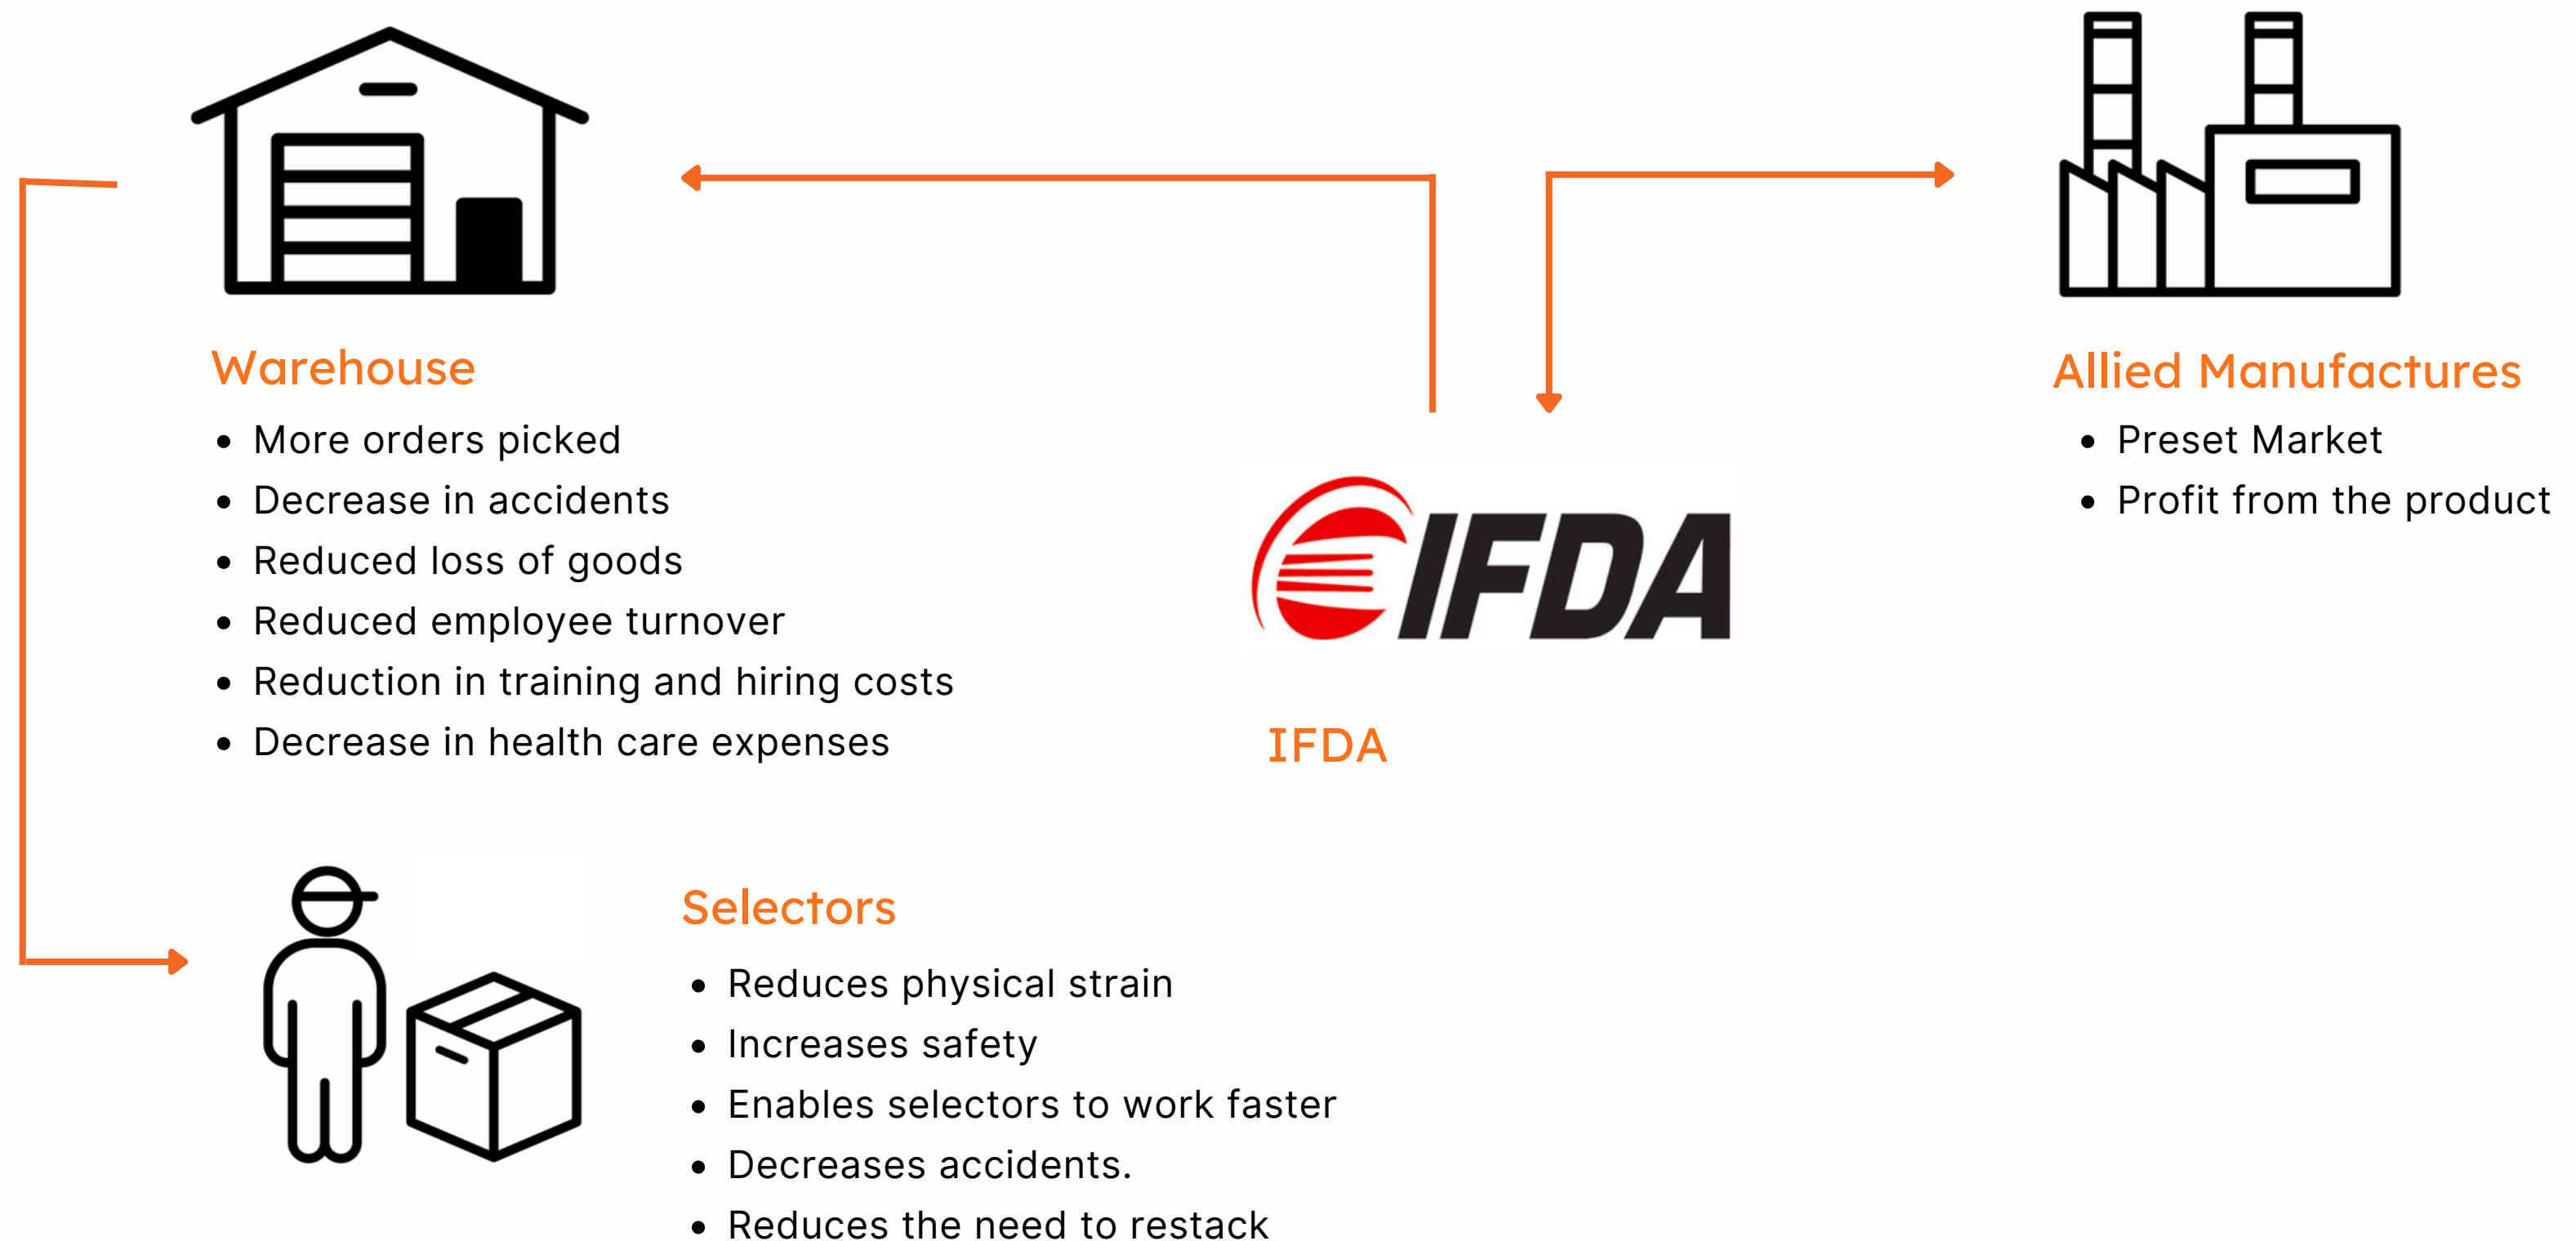 Warehouse
• More orders picked
• Decrease in accidents
• Reduced loss of goods
• Reduced employee turnover
• Reduction in training and hiring costs
• Decrease in health care expenses
IFDA
IFDA
Allied Manufactures
• Preset Market
• Profit from the product
Selectors
• Reduces physical strain
• Increases safety
• Enables selectors to work faster
• Decreases accidents.
• Reduces the need to restack